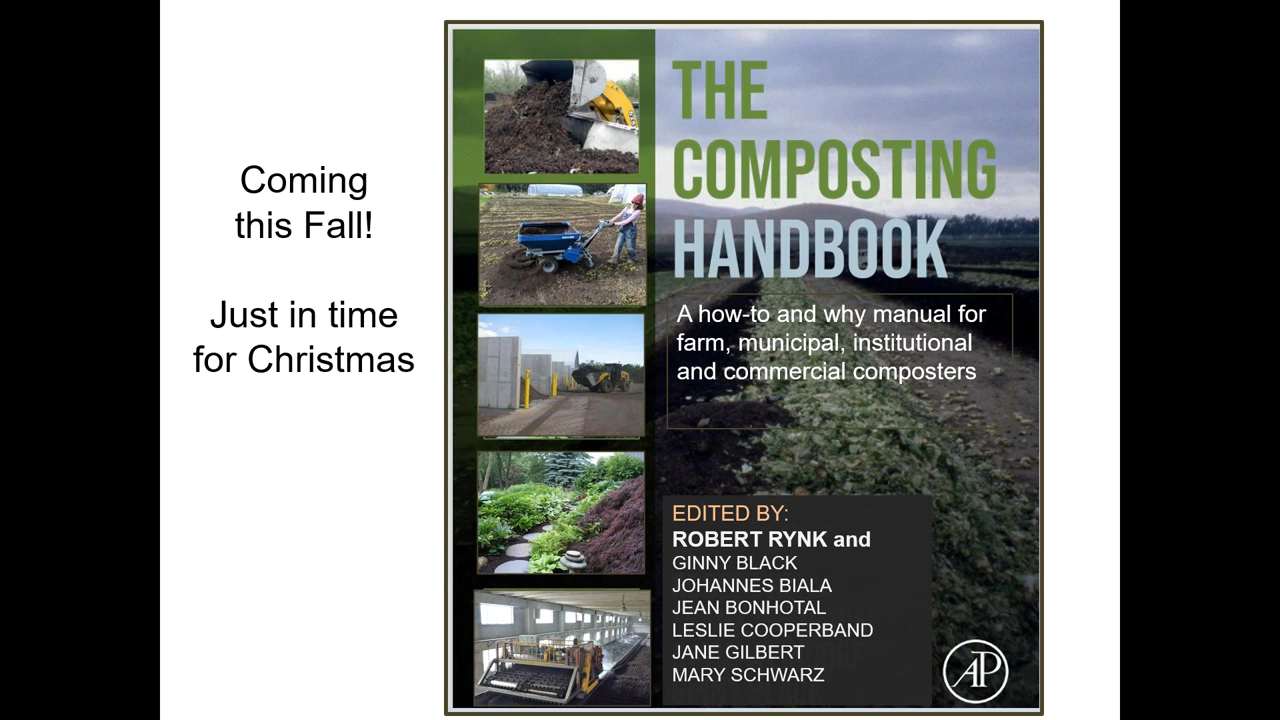 Coming
this Fall!
Just in time
for Christmas
THE
COMPOSTING
HANDBOOK
A how-to and why manual for
farm, municipal, institutional
and commercial composters
EDITED BY:
ROBERT RYNK and
GINNY BLACK
JOHANNES BIALA
JEAN BONHOTAL
LESLIE COOPERBAND
JANE GILBERT
MARY SCHWARZ
AP